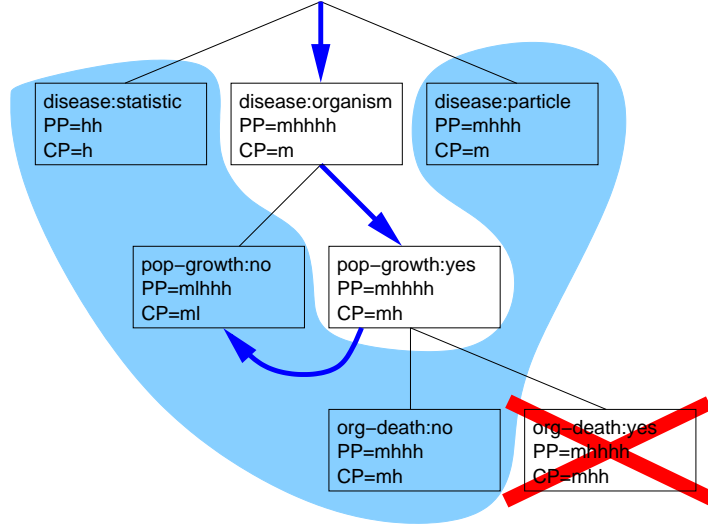 disease:statistic
PP=hh
CP=h
disease:organism
PP=mhhhh
CP=m
disease:particle
PP=mhhh
CP=m
pop−growth:no
PP=mlhhh
CP=ml
pop−growth:yes
PP=mhhhh
CP=mh
org−death:no
PP=mhhh
CP=mh
org−death:yes
PP=mhhhh
CP=mhh